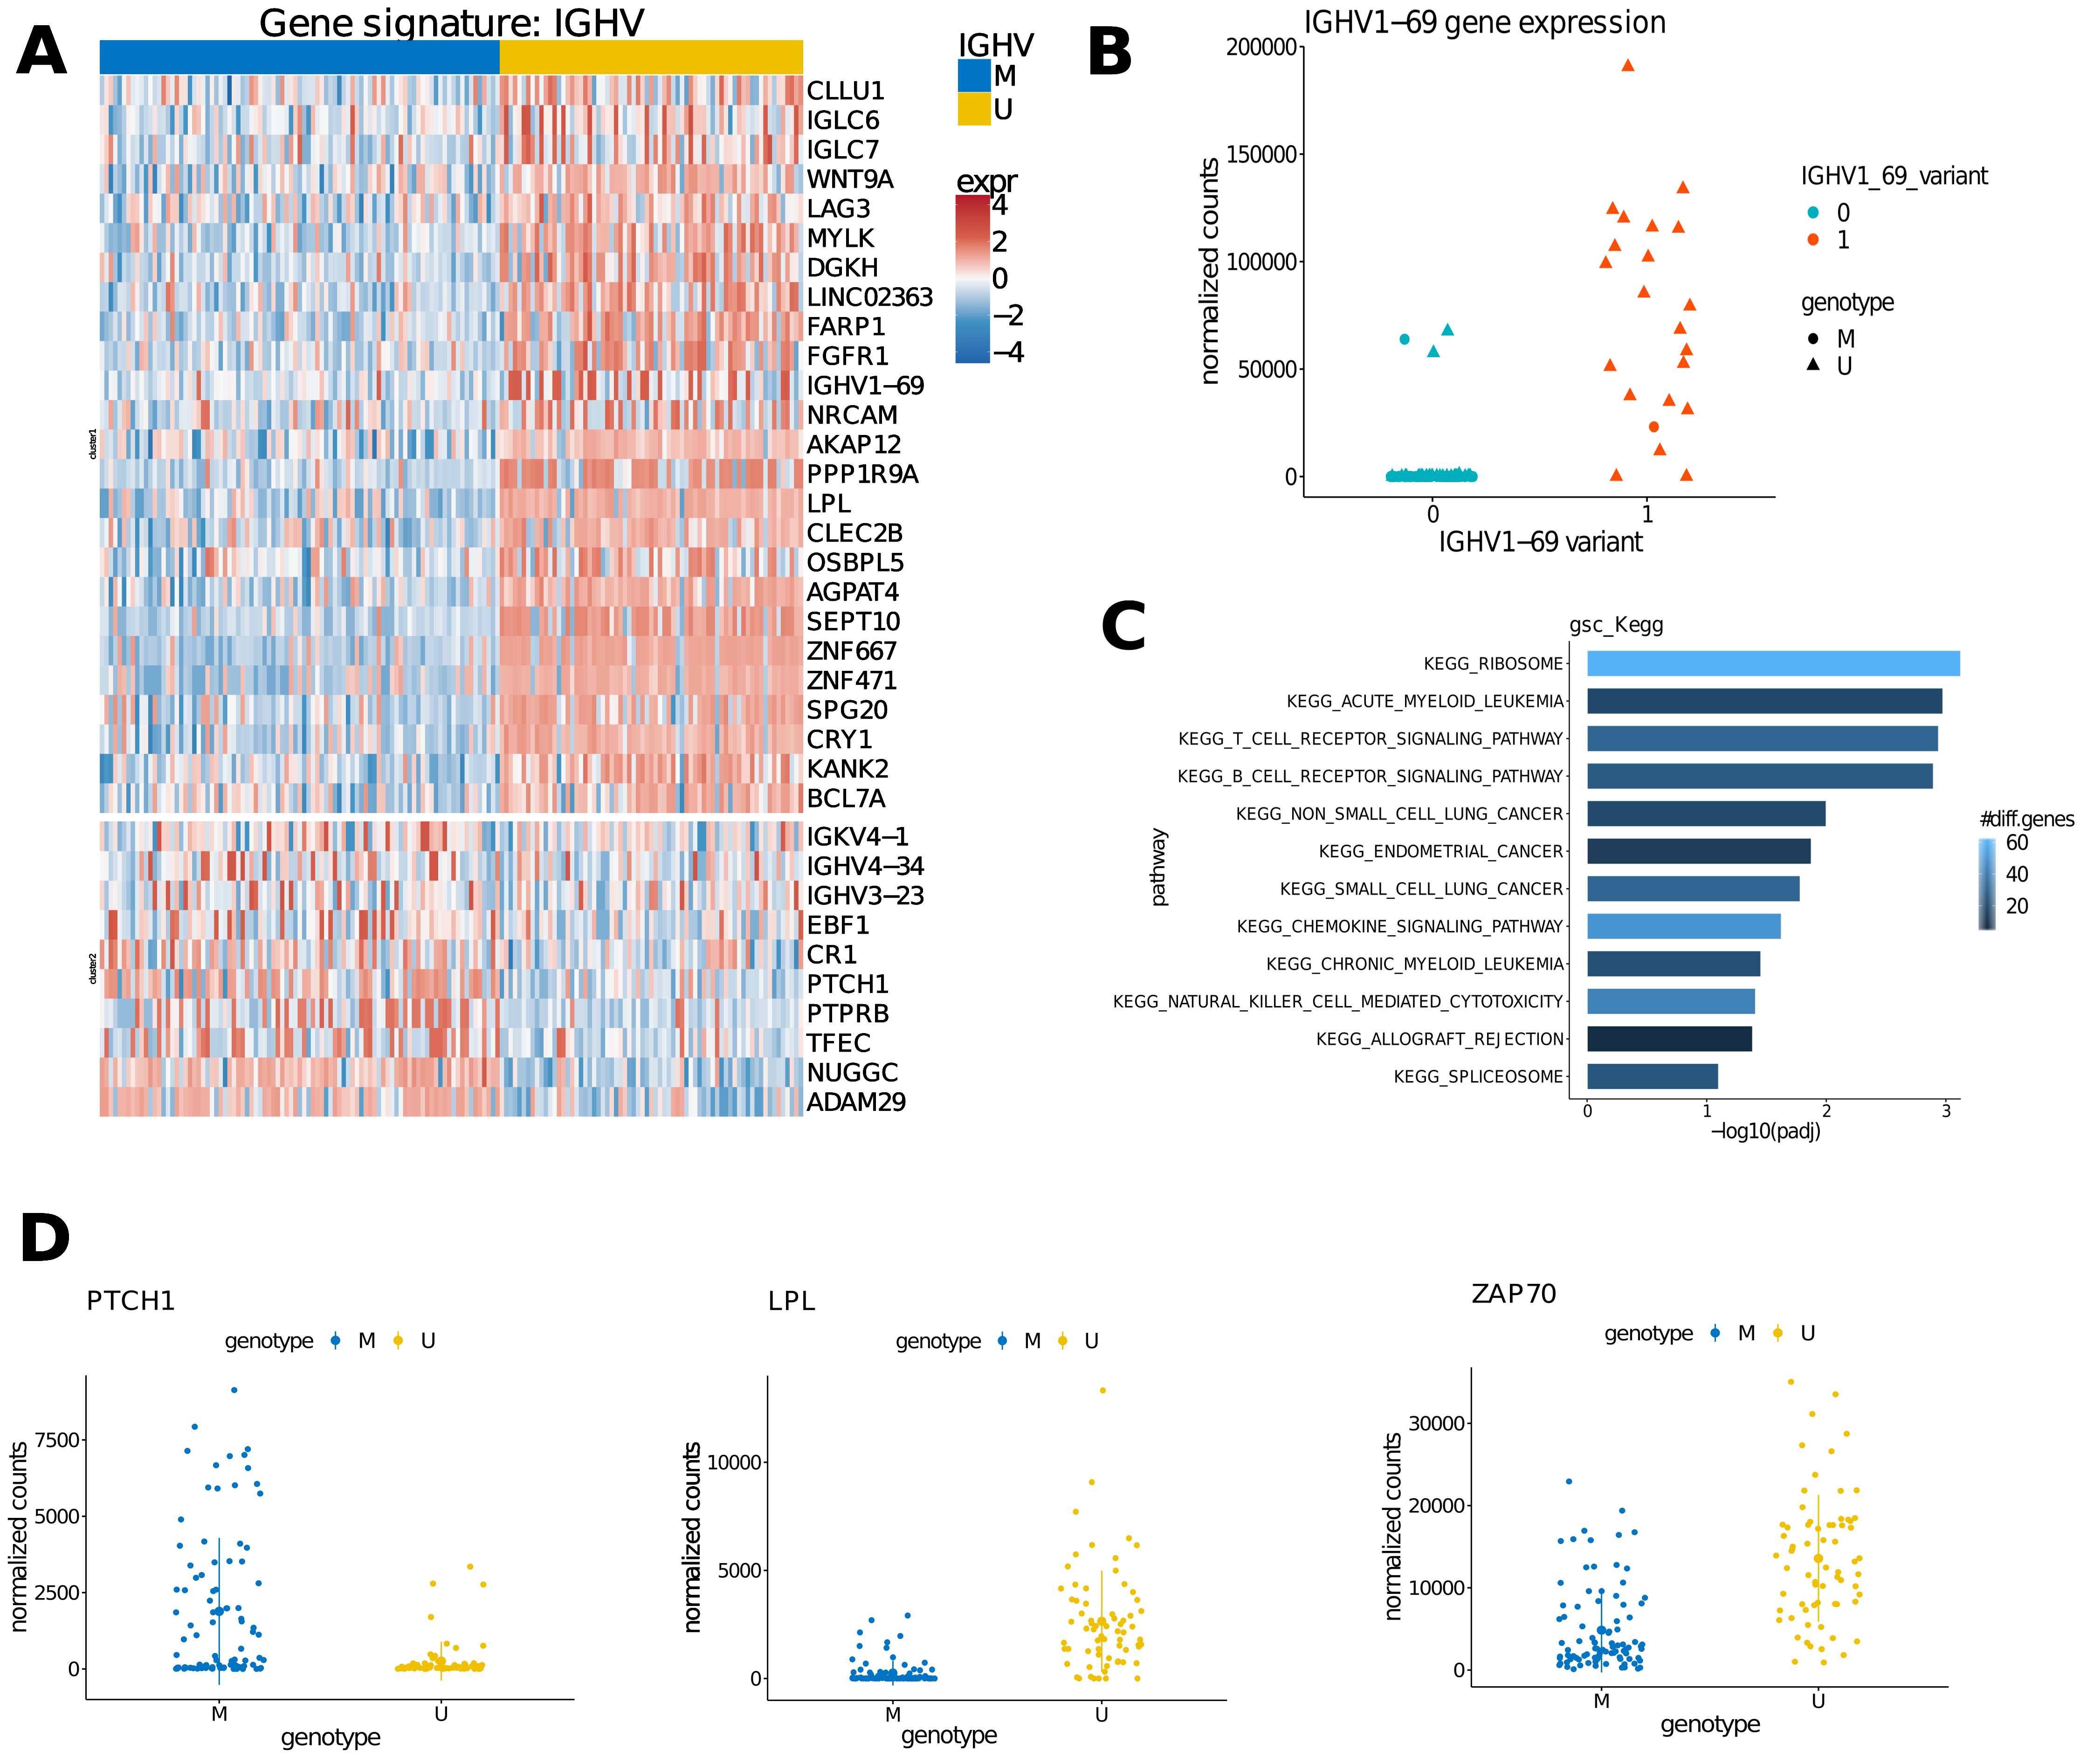 A
Gene signature: IGHV
CLLU1
IGLC6
IGLC7
WNT9A
LAG3
MYLK
DGKH
LINC02363
FARP1
FGFR1
IGHV1–69
NRCAM
AKAP12
PPP1R9A
LPL
CLEC2B
OSBPL5
AGPAT4
SEPT10
ZNF667
ZNF471
SPG20
CRY1
KANK2
BCL7A
cluster1
IGKV4–1
IGHV4–34
IGHV3–23
EBF1
CR1
PTCH1
PTPRB
TFEC
NUGGC
ADAM29
cluster2
IGHV
M
U
expr
4
2
0
–2
–4
B
IGHV1–69 gene expression
normalized counts
200000
150000
100000
50000
0
0 1
IGHV1–69 variant
IGHV1_69_variant
0
1
genotype
M
U
C
gsc_Kegg
pathway
KEGG_RIBOSOME
KEGG_ACUTE_MYELOID_LEUKEMIA
KEGG_T_CELL_RECEPTOR_SIGNALING_PATHWAY
KEGG_B_CELL_RECEPTOR_SIGNALING_PATHWAY
KEGG_NON_SMALL_CELL_LUNG_CANCER
KEGG_ENDOMETRIAL_CANCER
KEGG_SMALL_CELL_LUNG_CANCER
KEGG_CHEMOKINE_SIGNALING_PATHWAY
KEGG_CHRONIC_MYELOID_LEUKEMIA
KEGG_NATURAL_KILLER_CELL_MEDIATED_CYTOTOXICITY
KEGG_ALLOGRAFT_REJECTION
KEGG_SPLICEOSOME
0 1 2 3
–log10(padj)
#diff.genes
60
40
20
D
PTCH1
genotype M U
normalized counts
7500
5000
2500
0
M U
genotype
LPL
genotype M U
normalized counts
10000
5000
0
M U
genotype
ZAP70
genotype M U
normalized counts
30000
20000
10000
0
M U
genotype